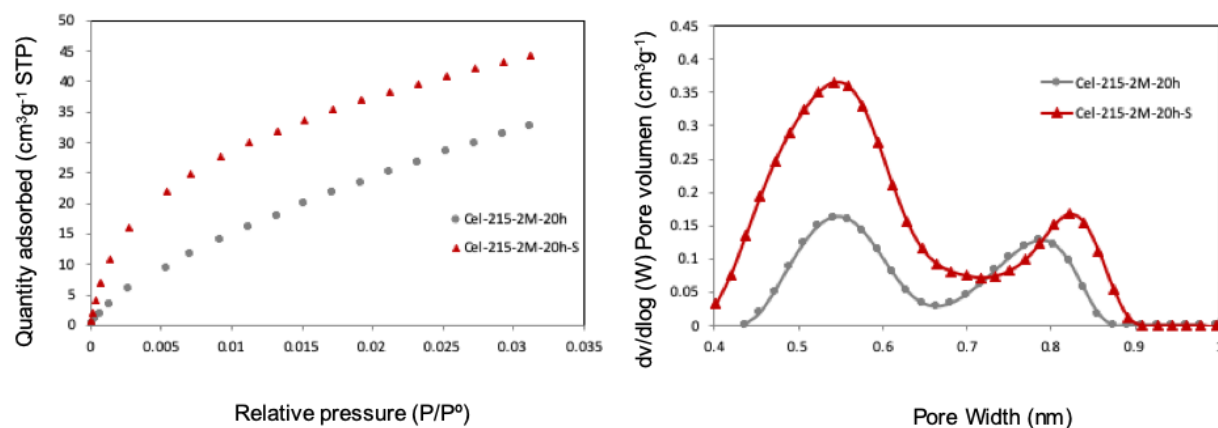 Quantity adsorbed (cm³g⁻¹ STP)
50
45
40
35
30
25
20
15
10
5
0
Cel-215-2M-20h
Cel-215-2M-20h-S
0 0.005 0.01 0.015 0.02 0.025 0.03 0.035
Relative pressure (P/Pº)
dv/dlog (W) Pore volumen (cm³g⁻¹)
0.45
0.4
0.35
0.3
0.25
0.2
0.15
0.1
0.05
0
Cel-215-2M-20h
Cel-215-2M-20h-S
0.4 0.5 0.6 0.7 0.8 0.9
Pore Width (nm)